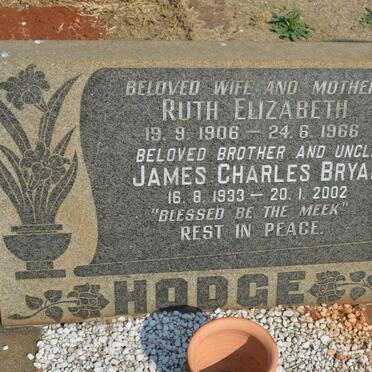 BELOVED WIFE AND MOTHER
RUTH ELIZABETH
19.9.1906 — 24.6.1966
BELOVED BROTHER AND UNCLE
JAMES CHARLES BRYAN
16.8.1933 — 20.1.2002
"BLESSED BE THE MEEK"
REST IN PEACE.
HODGE